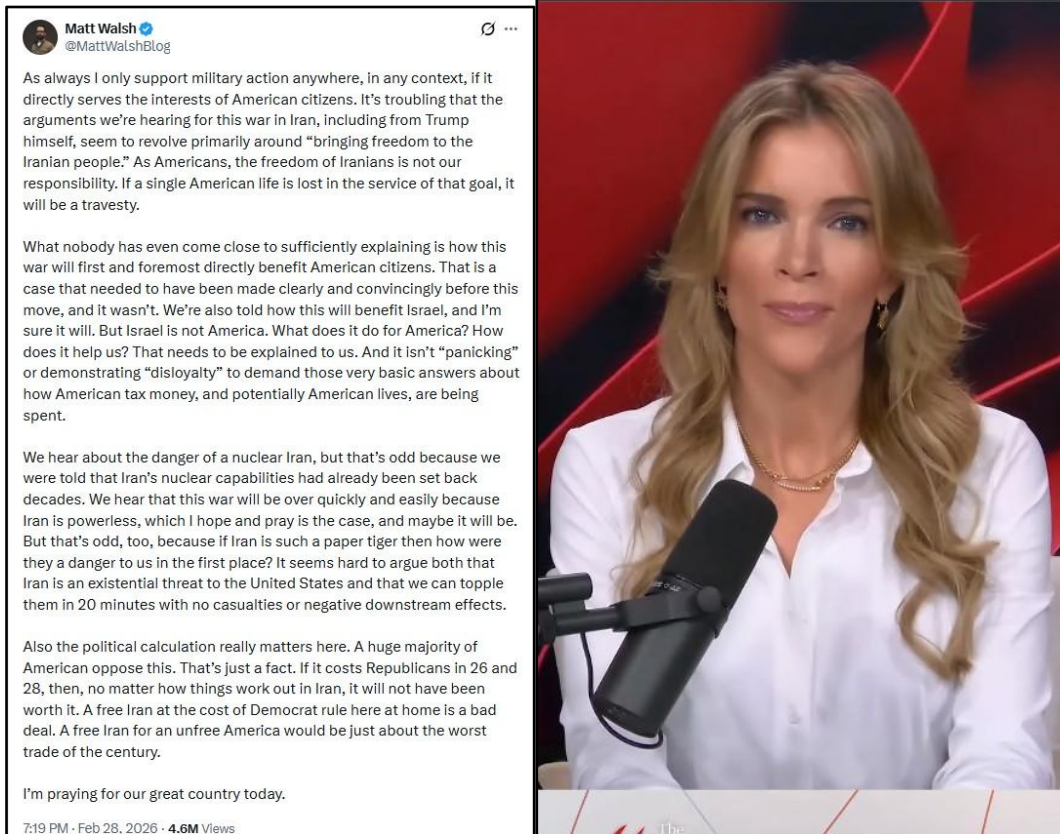 Matt Walsh
@MattWalshBlog
As always I only support military action anywhere, in any context, if it
directly serves the interests of American citizens. It’s troubling that the
arguments we’re hearing for this war in Iran, including from Trump
himself, seem to revolve primarily around “bringing freedom to the
Iranian people.” As Americans, the freedom of Iranians is not our
responsibility. If a single American life is lost in the service of that goal, it
will be a travesty.
What nobody has even come close to sufficiently explaining is how this
war will first and foremost directly benefit American citizens. That is a
case that needed to have been made clearly and convincingly before this
move, and it wasn’t. We’re also told how this will benefit Israel, and I’m
sure it will. But Israel is not America. What does it do for America? How
does it help us? That needs to be explained to us. And it isn’t “panicking”
or demonstrating “disloyalty” to demand those very basic answers about
how American tax money, and potentially American lives, are being
spent.
We hear about the danger of a nuclear Iran, but that’s odd because we
were told that Iran’s nuclear capabilities had already been set back
decades. We hear that this war will be over quickly and easily because
Iran is powerless, which I hope and pray is the case, and maybe it will be.
But that’s odd, too, because if Iran is such a paper tiger then how were
they a danger to us in the first place? It seems hard to argue both that
Iran is an existential threat to the United States and that we can topple
them in 20 minutes with no casualties or negative downstream effects.
Also the political calculation really matters here. A huge majority of
American oppose this. That’s just a fact. If it costs Republicans in 26 and
28, then, no matter how things work out in Iran, it will not have been
worth it. A free Iran at the cost of Democrat rule here at home is a bad
deal. A free Iran for an unfree America would be just about the worst
trade of the century.
I’m praying for our great country today.
7:19 PM · Feb 28, 2026 · 4.6M Views
The